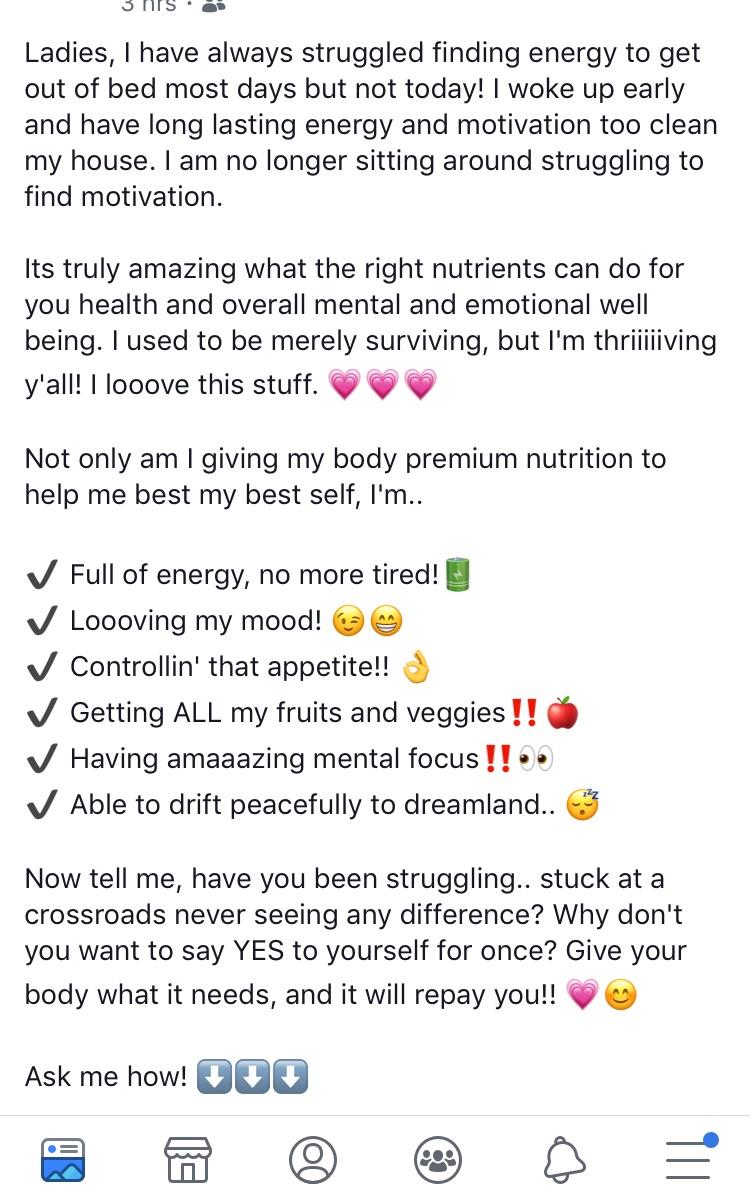 3 hrs ·
Ladies, I have always struggled finding energy to get
out of bed most days but not today! I woke up early
and have long lasting energy and motivation too clean
my house. I am no longer sitting around struggling to
find motivation.
Its truly amazing what the right nutrients can do for
you health and overall mental and emotional well
being. I used to be merely surviving, but I'm thriiiiiving
y'all! I looove this stuff. 💗💗💗
Not only am I giving my body premium nutrition to
help me best my best self, I'm..
✔ Full of energy, no more tired!🔋
✔ Loooving my mood! 😉😁
✔ Controllin' that appetite!! 👌
✔ Getting ALL my fruits and veggies‼️🍎
✔ Having amaaazing mental focus‼️👀
✔ Able to drift peacefully to dreamland.. 😴
Now tell me, have you been struggling.. stuck at a
crossroads never seeing any difference? Why don't
you want to say YES to yourself for once? Give your
body what it needs, and it will repay you!! 💗😊
Ask me how! ⬇️⬇️⬇️